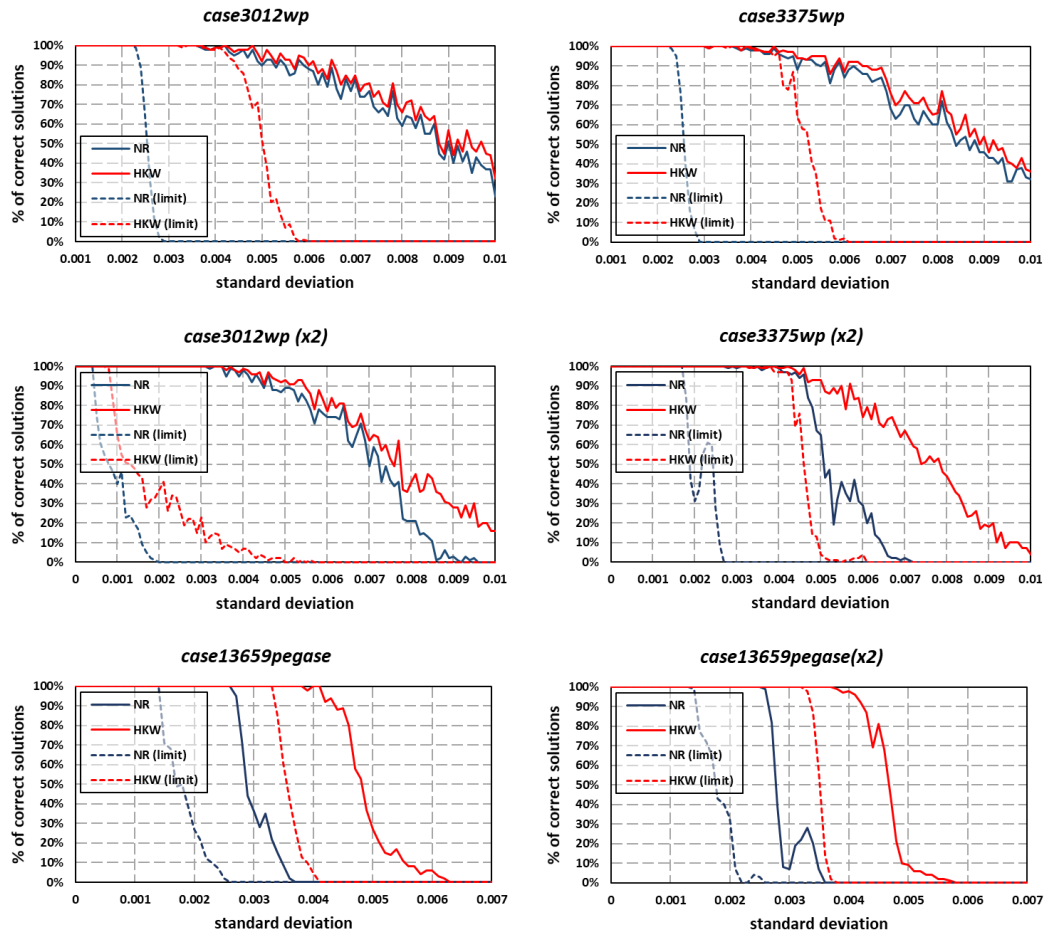 case3012wp
% of correct solutions
100%
90%
80%
70%
60%
50%
40%
30%
20%
10%
0%
NR
HKW
NR (limit)
HKW (limit)
0.001 0.002 0.003 0.004 0.005 0.006 0.007 0.008 0.009 0.01
standard deviation
case3375wp
% of correct solutions
100%
90%
80%
70%
60%
50%
40%
30%
20%
10%
0%
NR
HKW
NR (limit)
HKW (limit)
0.001 0.002 0.003 0.004 0.005 0.006 0.007 0.008 0.009 0.01
standard deviation
case3012wp (x2)
% of correct solutions
100%
90%
80%
70%
60%
50%
40%
30%
20%
10%
0%
NR
HKW
NR (limit)
HKW (limit)
0 0.001 0.002 0.003 0.004 0.005 0.006 0.007 0.008 0.009 0.01
standard deviation
case3375wp (x2)
% of correct solutions
100%
90%
80%
70%
60%
50%
40%
30%
20%
10%
0%
NR
HKW
NR (limit)
HKW (limit)
0 0.001 0.002 0.003 0.004 0.005 0.006 0.007 0.008 0.009 0.01
standard deviation
case13659pegase
% of correct solutions
100%
90%
80%
70%
60%
50%
40%
30%
20%
10%
0%
NR
HKW
NR (limit)
HKW (limit)
0 0.001 0.002 0.003 0.004 0.005 0.006 0.007
standard deviation
case13659pegase(x2)
% of correct solutions
100%
90%
80%
70%
60%
50%
40%
30%
20%
10%
0%
NR
HKW
NR (limit)
HKW (limit)
0 0.001 0.002 0.003 0.004 0.005 0.006 0.007
standard deviation